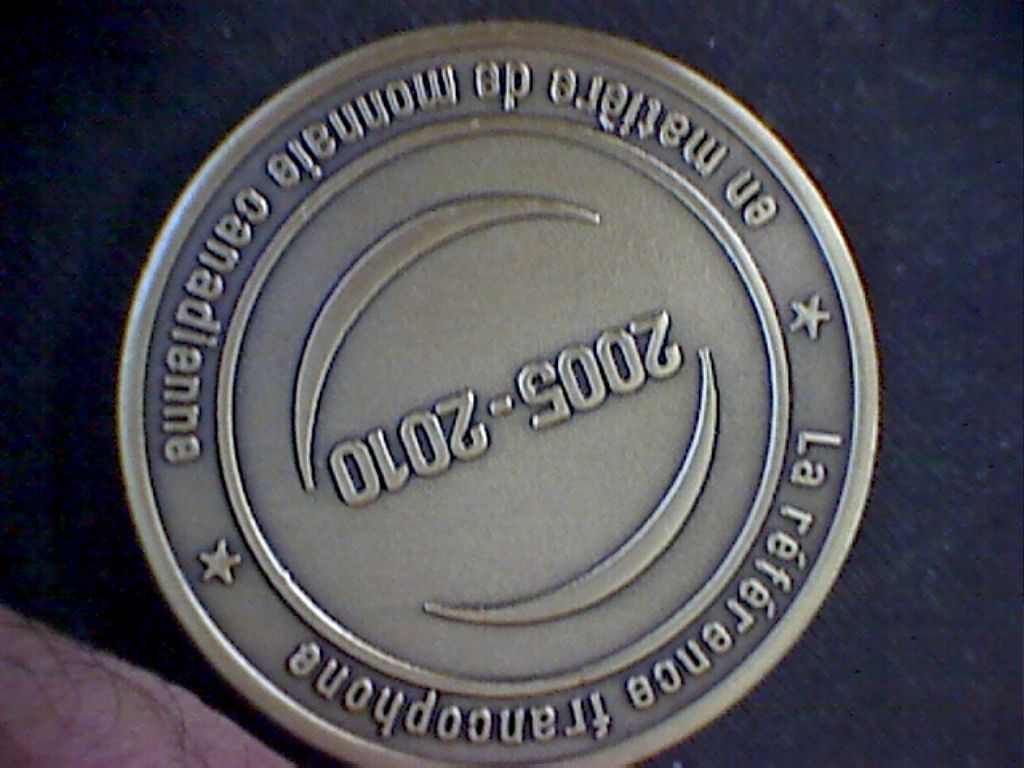 La référence francophone
en matière de monnaie canadienne
2005-2010